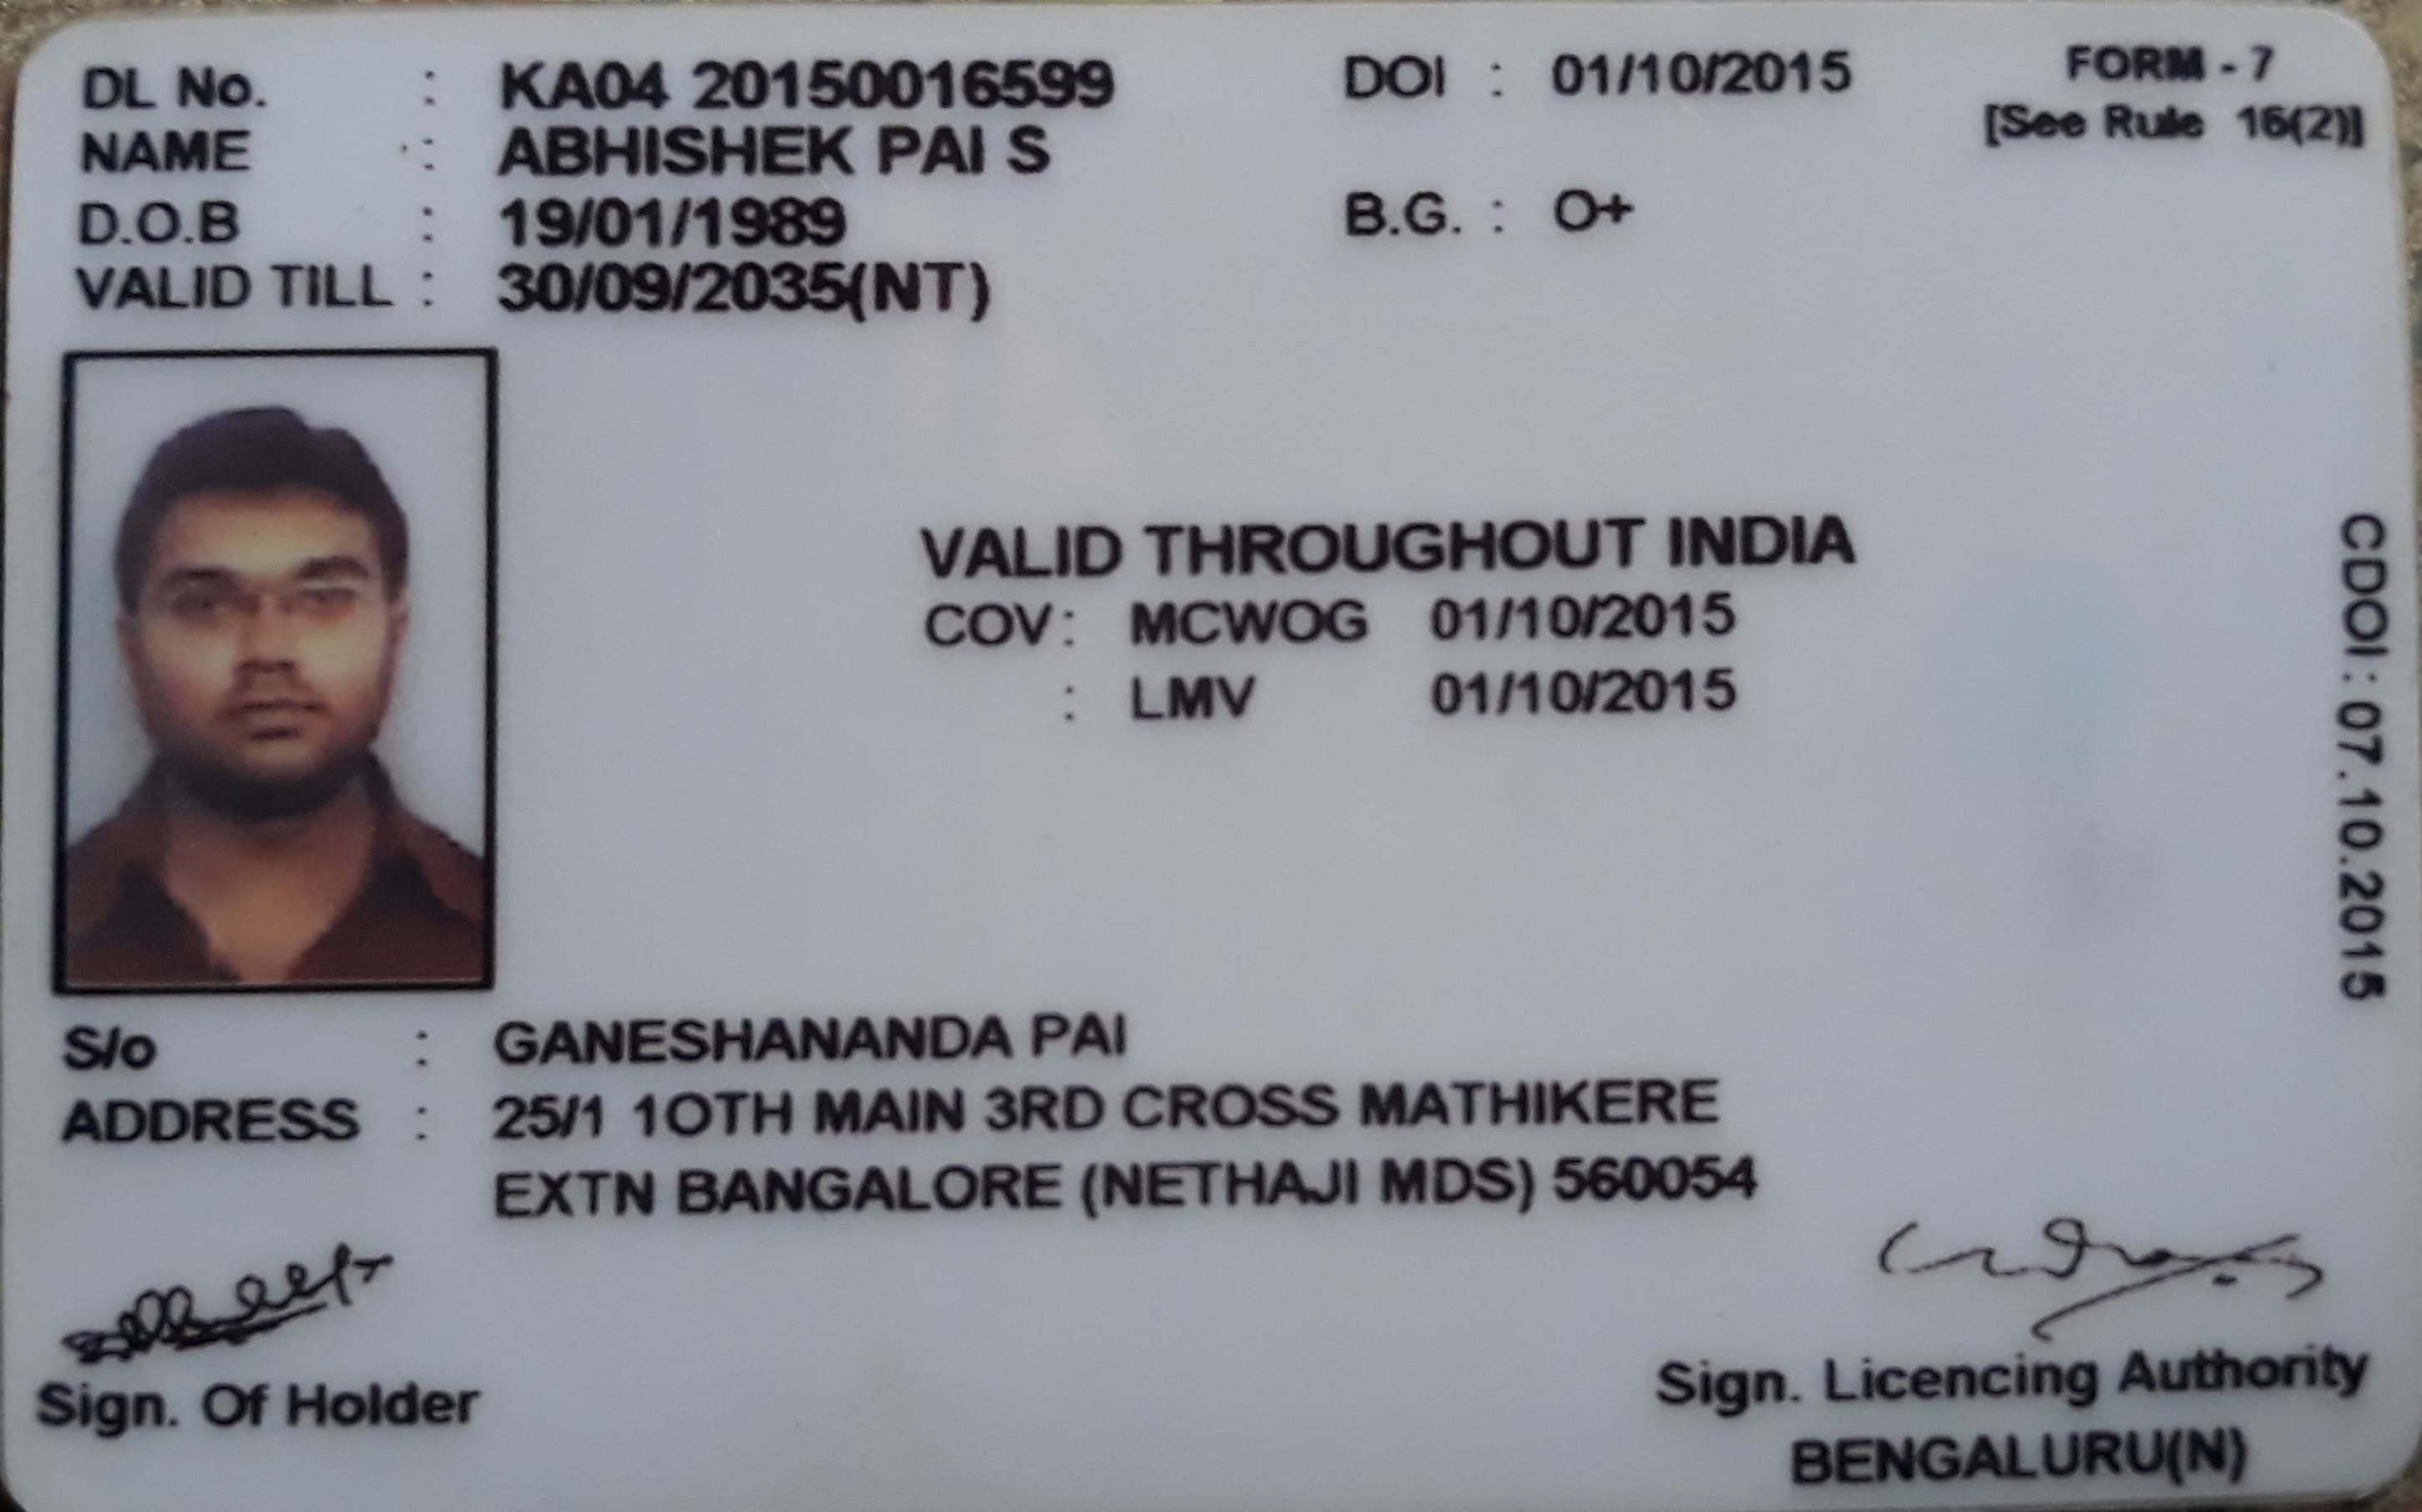 DL No. : KA04 20150016599 DOI : 01/10/2015 FORM - 7
NAME : ABHISHEK PAI S [See Rule 16(2)]
D.O.B : 19/01/1989 B.G. : O+
VALID TILL : 30/09/2035(NT)
VALID THROUGHOUT INDIA
COV : MCWOG 01/10/2015
: LMV 01/10/2015
CDOI : 07.10.2015
S/o : GANESHANANDA PAI
ADDRESS : 25/1 1OTH MAIN 3RD CROSS MATHIKERE
EXTN BANGALORE (NETHAJI MDS) 560054
Sign. Of Holder
Sign. Licencing Authority
BENGALURU(N)